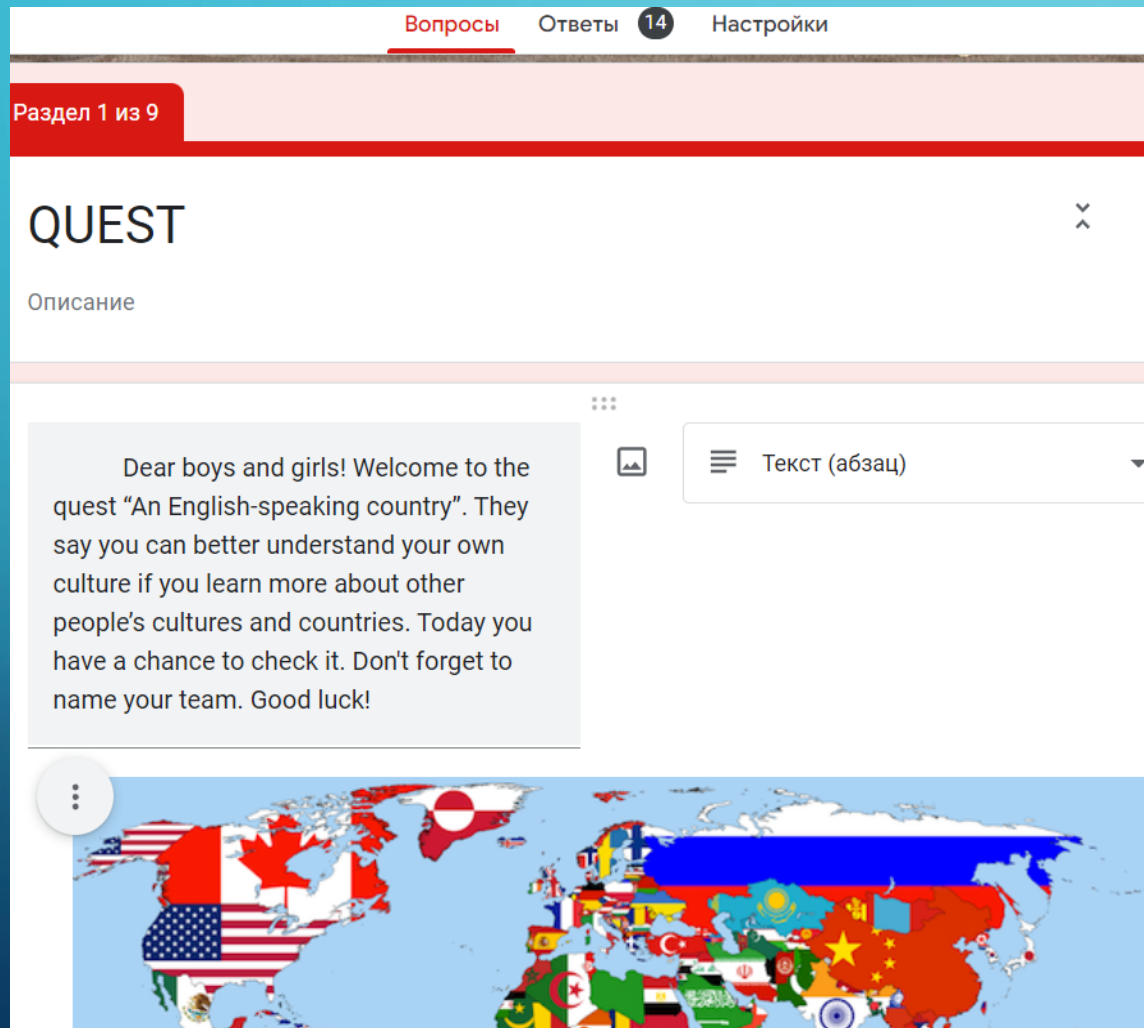 Вопросы Ответы 14 Настройки
Раздел 1 из 9
QUEST
Описание
Dear boys and girls! Welcome to the
quest “An English-speaking country”. They
say you can better understand your own
culture if you learn more about other
people’s cultures and countries. Today you
have a chance to check it. Don't forget to
name your team. Good luck!
Текст (абзац)